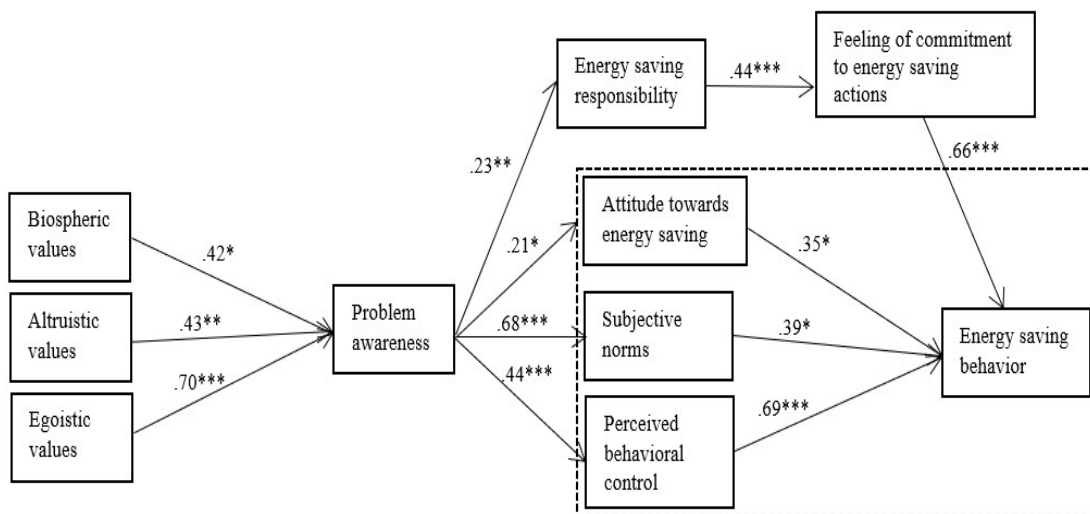 Biospheric
values
Altruistic
values
Egoistic
values
.42*
.43**
.70***
Problem
awareness
.23**
.21*
.68***
.44***
Energy saving
responsibility
.44***
Feeling of commitment
to energy saving
actions
.66***
Attitude towards
energy saving
.35*
Subjective
norms
.39*
Perceived
behavioral
control
.69***
Energy saving
behavior